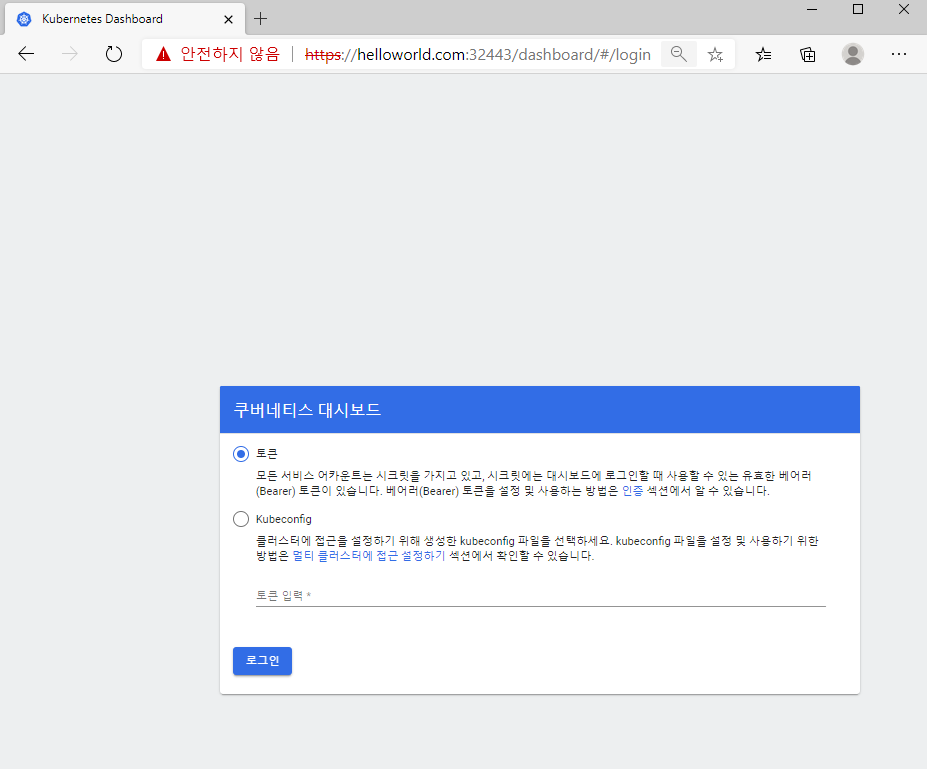 Kubernetes Dashboard
안전하지 않음 https://helloworld.com:32443/dashboard/#/login
쿠버네티스 대시보드
토큰
모든 서비스 어카운트는 시크릿을 가지고 있고, 시크릿에는 대시보드에 로그인할 때 사용할 수 있는 유효한 베어러
(Bearer) 토큰이 있습니다. 베어러(Bearer) 토큰을 설정 및 사용하는 방법은 인증 섹션에서 알 수 있습니다.
Kubeconfig
클러스터에 접근을 설정하기 위해 생성한 kubeconfig 파일을 선택하세요. kubeconfig 파일을 설정 및 사용하기 위한
방법은 멀티 클러스터에 접근 설정하기 섹션에서 확인할 수 있습니다.
토큰 입력 *
로그인